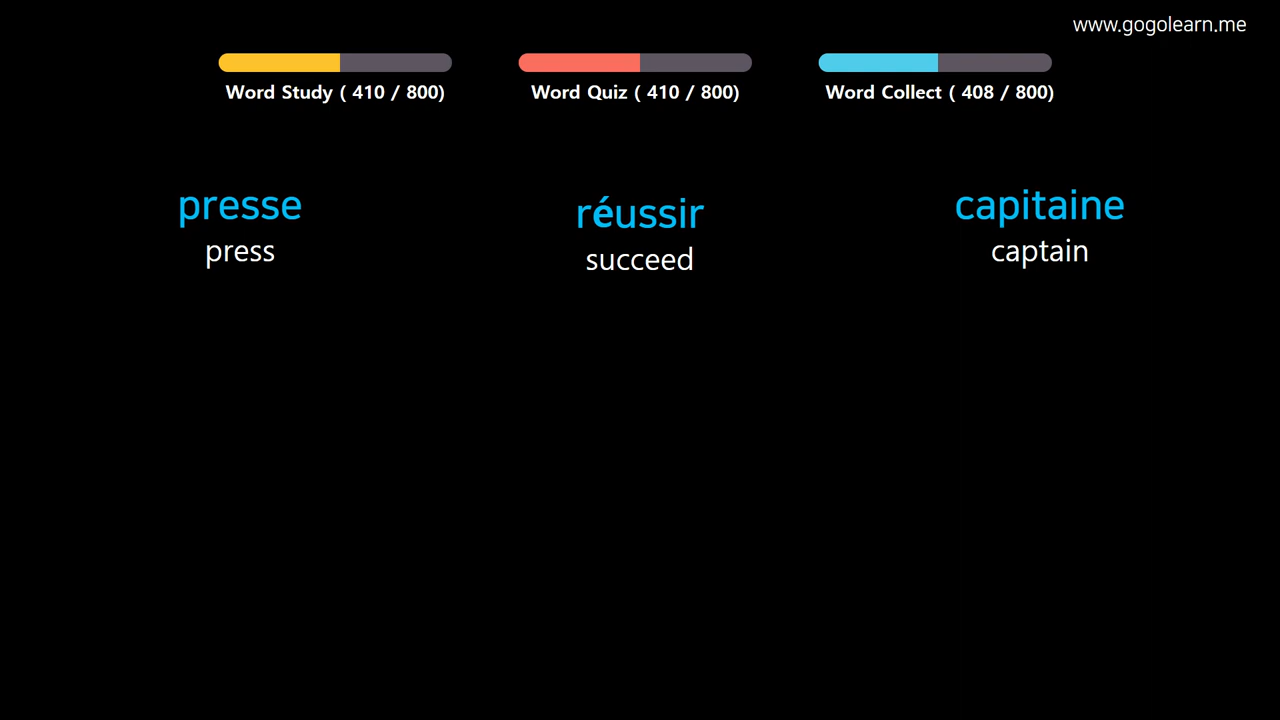 www.gogolearn.me
Word Study ( 410 / 800)
Word Quiz ( 410 / 800)
Word Collect ( 408 / 800)
presse
press
réussir
succeed
capitaine
captain